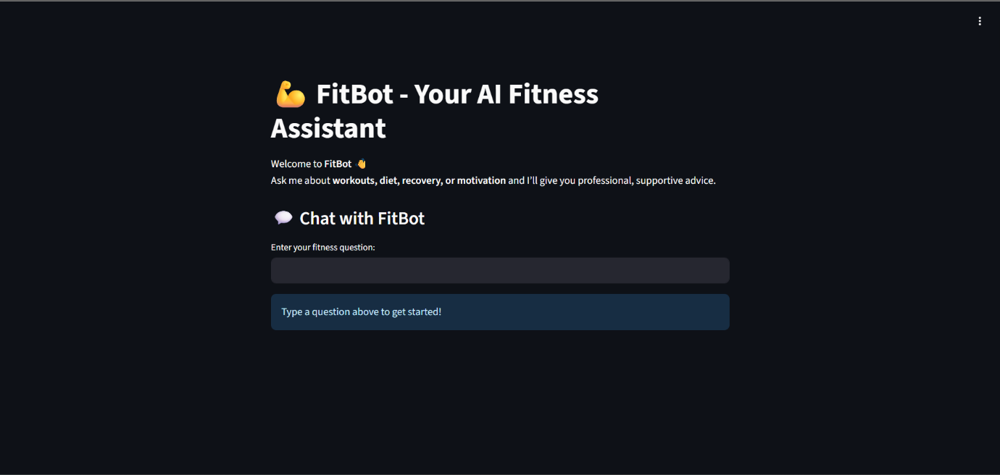 💪 FitBot - Your AI Fitness
Assistant
Welcome to FitBot 👋
Ask me about workouts, diet, recovery, or motivation and I’ll give you professional, supportive advice.
💬 Chat with FitBot
Enter your fitness question:
Type a question above to get started!